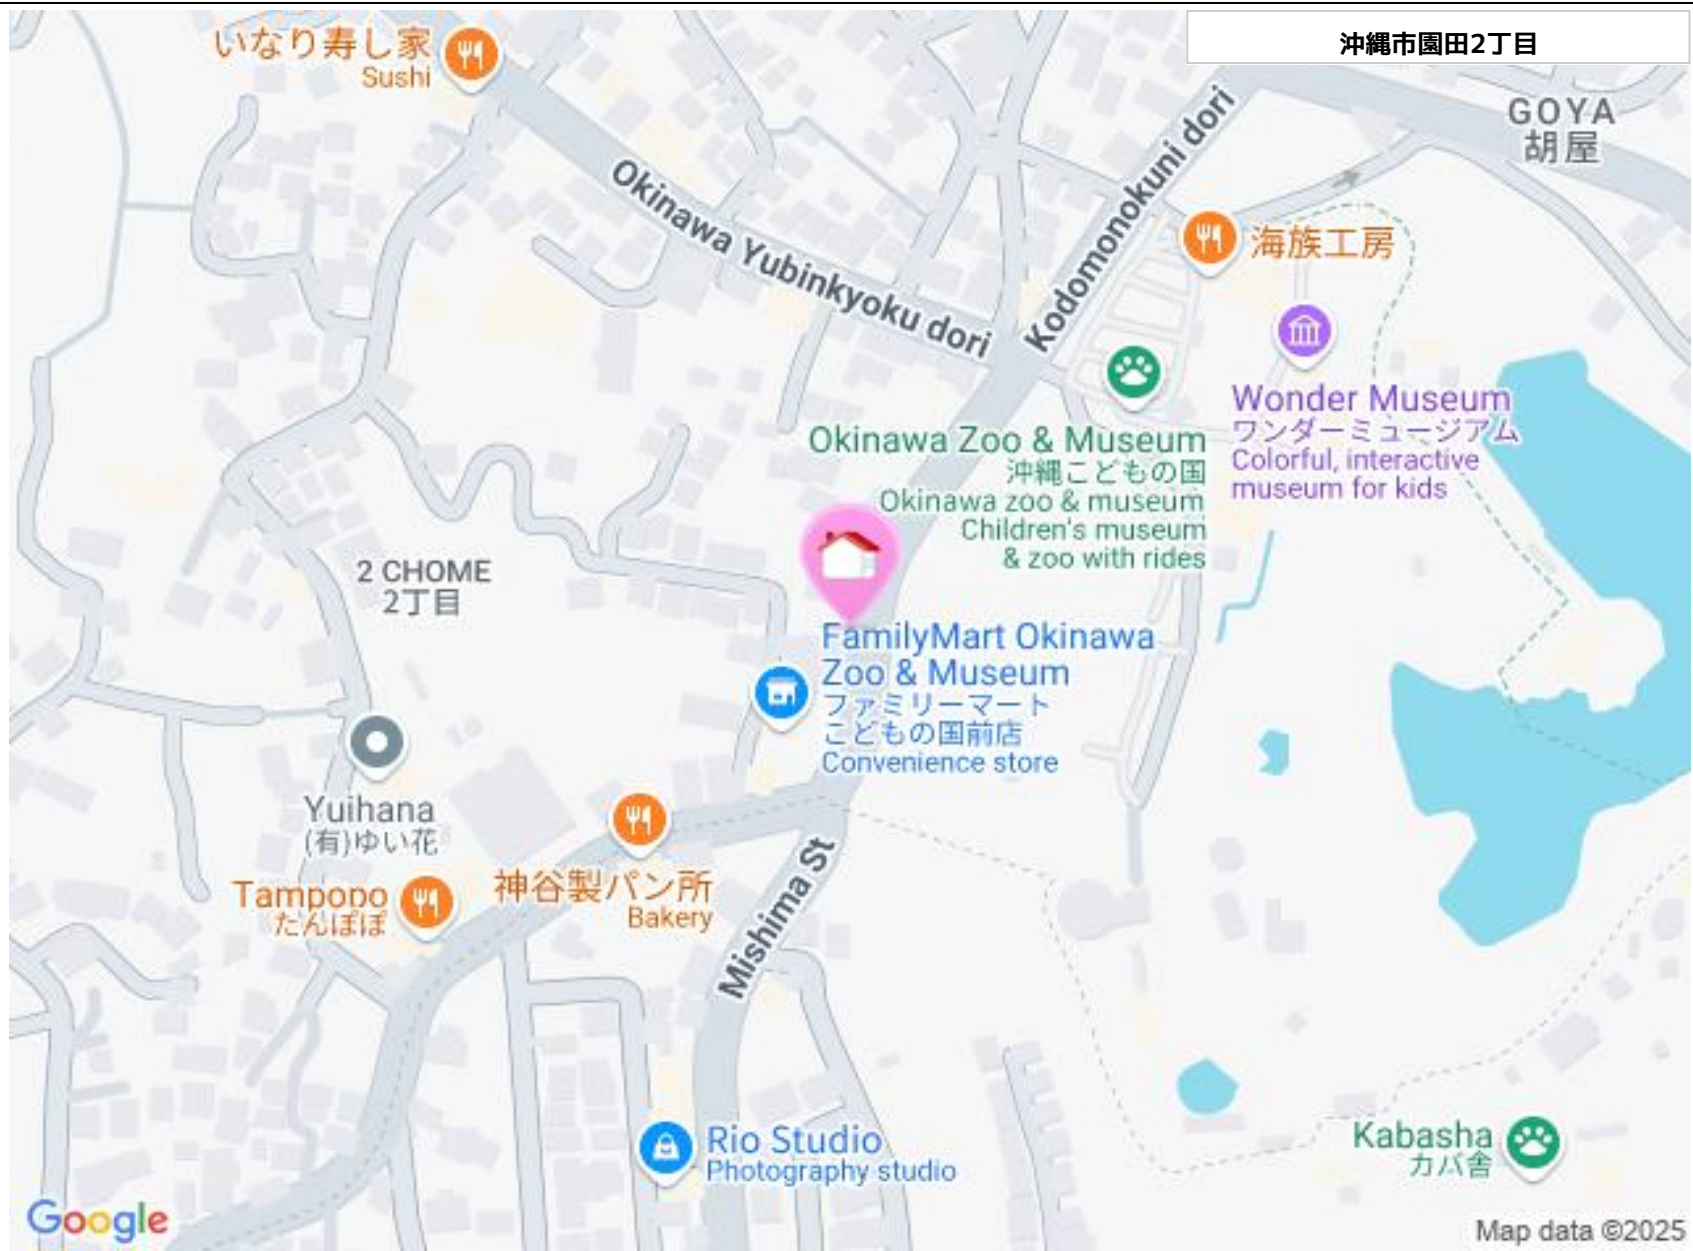 沖縄市園田2丁目
いなり寿し家
Sushi
GOYA
胡屋
Okinawa Yubinkyoku dori
Kodomonokuni dori
海族工房
Wonder Museum
ワンダーミュージアム
Colorful, interactive
museum for kids
Okinawa Zoo & Museum
沖縄こどもの国
Okinawa zoo & museum
Children's museum
& zoo with rides
2 CHOME
2丁目
FamilyMart Okinawa
Zoo & Museum
ファミリーマート
こどもの国前店
Convenience store
Yuihana
(有)ゆい花
Tampopo
たんぽぽ
神谷製パン所
Bakery
Mishima St
Rio Studio
Photography studio
Kabasha
カバ舎
Google
Map data ©2025